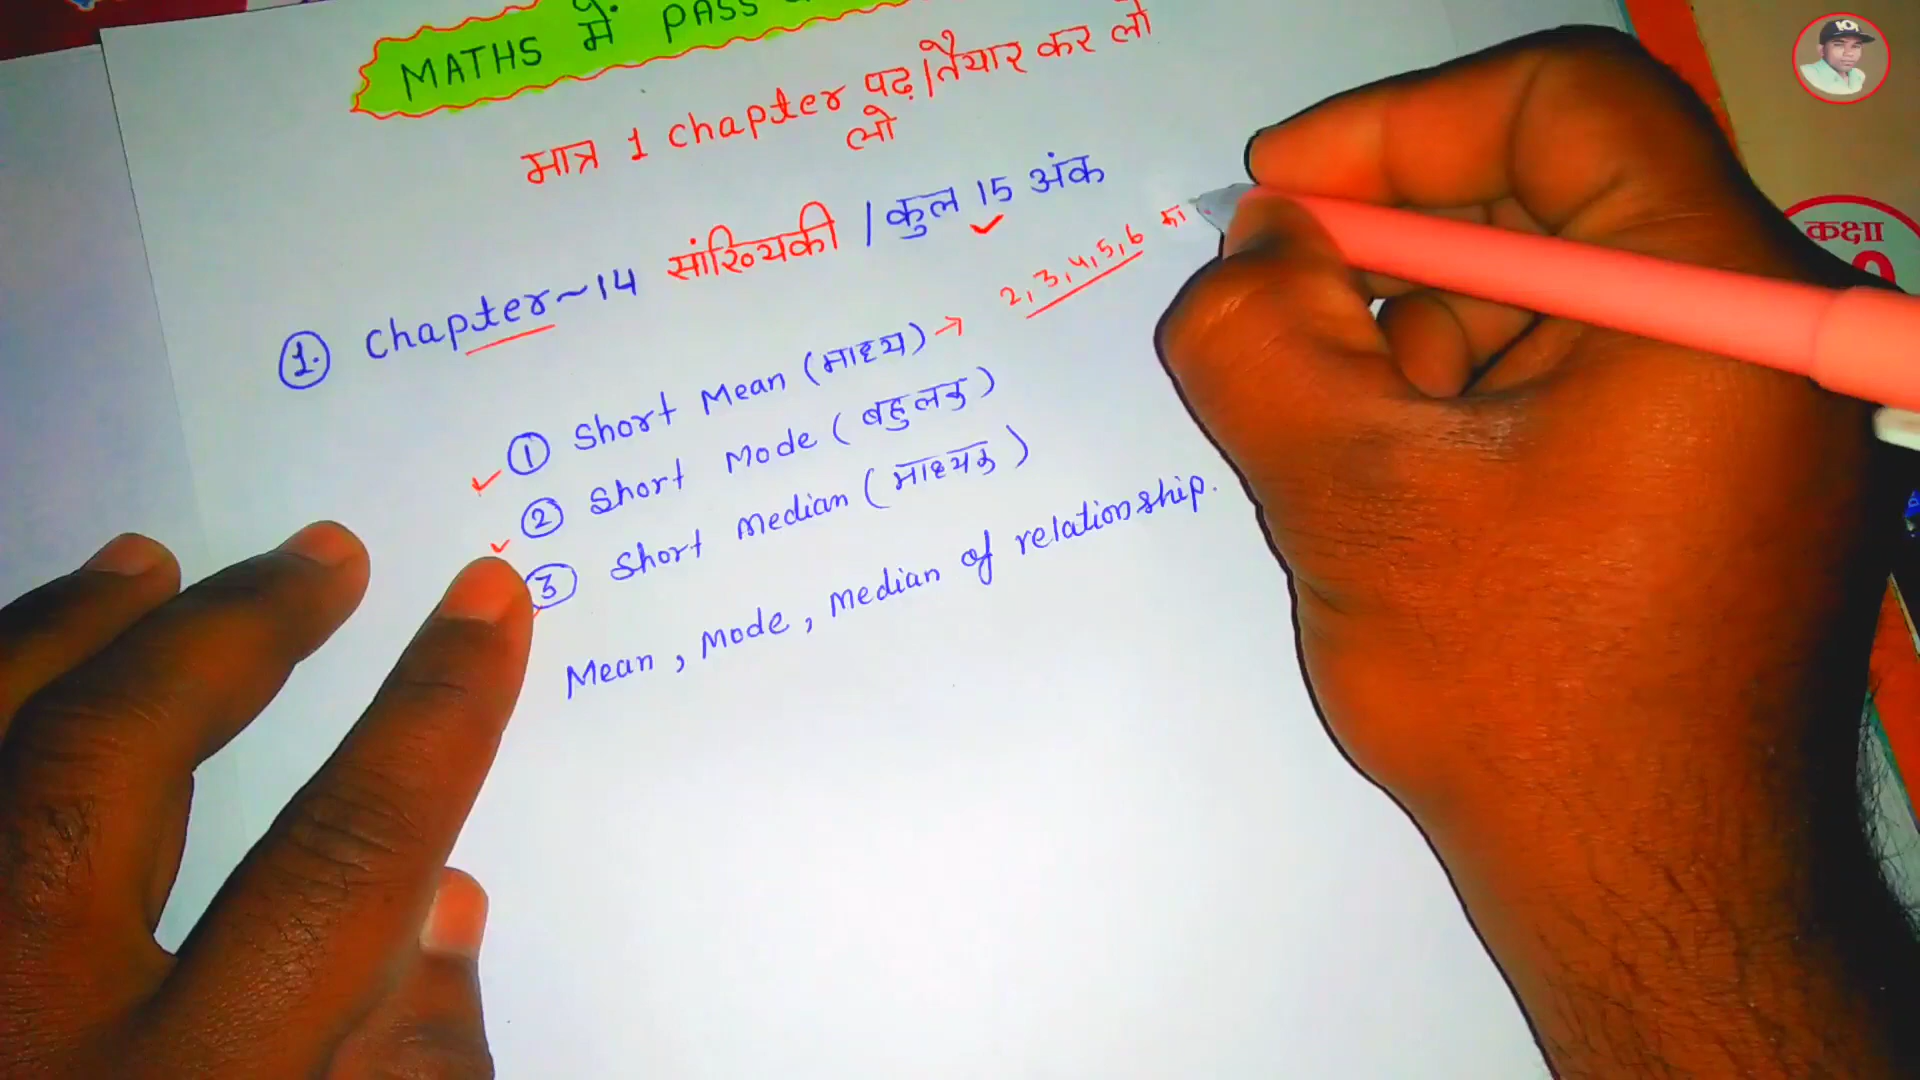 MATHS में PASS
मात्र 1 chapter पढ़ लो/तैयार कर लो
① Chapter~14 सांख्यिकी / कुल 15 अंक
① Short Mean (माध्य) → 2, 3, 4, 5, 6 का
② Short Mode (बहुलक)
③ Short Median (माध्यक)
Mean, Mode, Median of relationship.
कक्षा